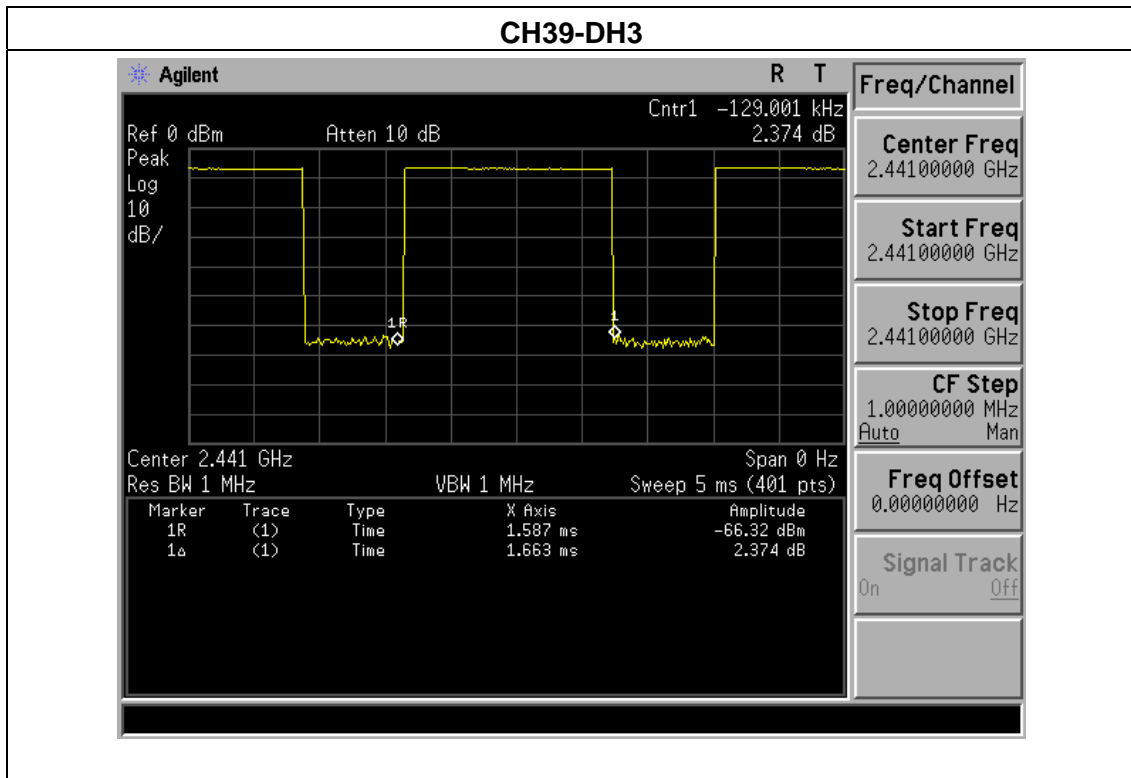 CH39-DH3
Agilent R T
Cntr1 -129.001 kHz
Ref 0 dBm Atten 10 dB 2.374 dB
Peak
Log
10
dB/
1R
1
Center 2.441 GHz Span 0 Hz
Res BW 1 MHz VBW 1 MHz Sweep 5 ms (401 pts)
Marker Trace Type X Axis Amplitude
1R (1) Time 1.587 ms -66.32 dBm
1Δ (1) Time 1.663 ms 2.374 dB
Freq/Channel
Center Freq
2.44100000 GHz
Start Freq
2.44100000 GHz
Stop Freq
2.44100000 GHz
CF Step
1.00000000 MHz
Auto Man
Freq Offset
0.00000000 Hz
Signal Track
On Off